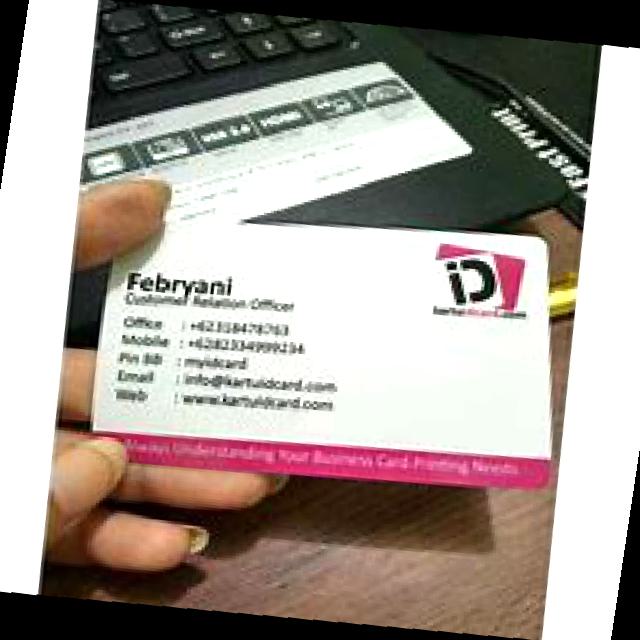 Febryani
Customer Relation Officer
Office : +62318478763
Mobile : +6282334999234
Pin BB : myidcard
Email : info@kartuidcard.com
Web : www.kartuidcard.com
iD
kartuidcard.com
Always Understanding Your Business Card Printing Needs